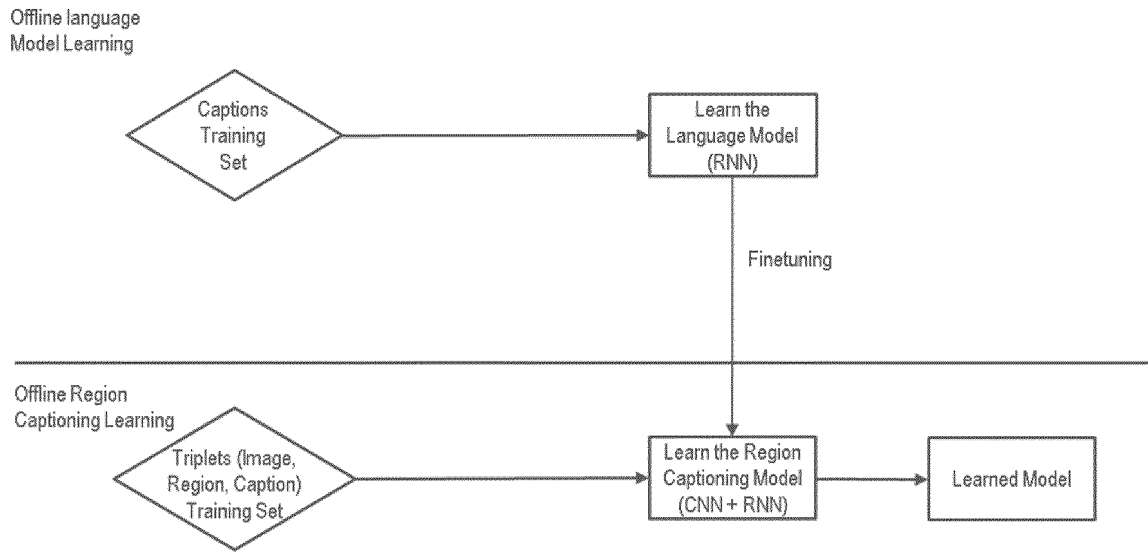 Offline language
Model Learning
Captions
Training
Set
Learn the
Language Model
(RNN)
Finetuning
Offline Region
Captioning Learning
Triplets (Image,
Region, Caption)
Training Set
Learn the Region
Captioning Model
(CNN + RNN)
Learned Model